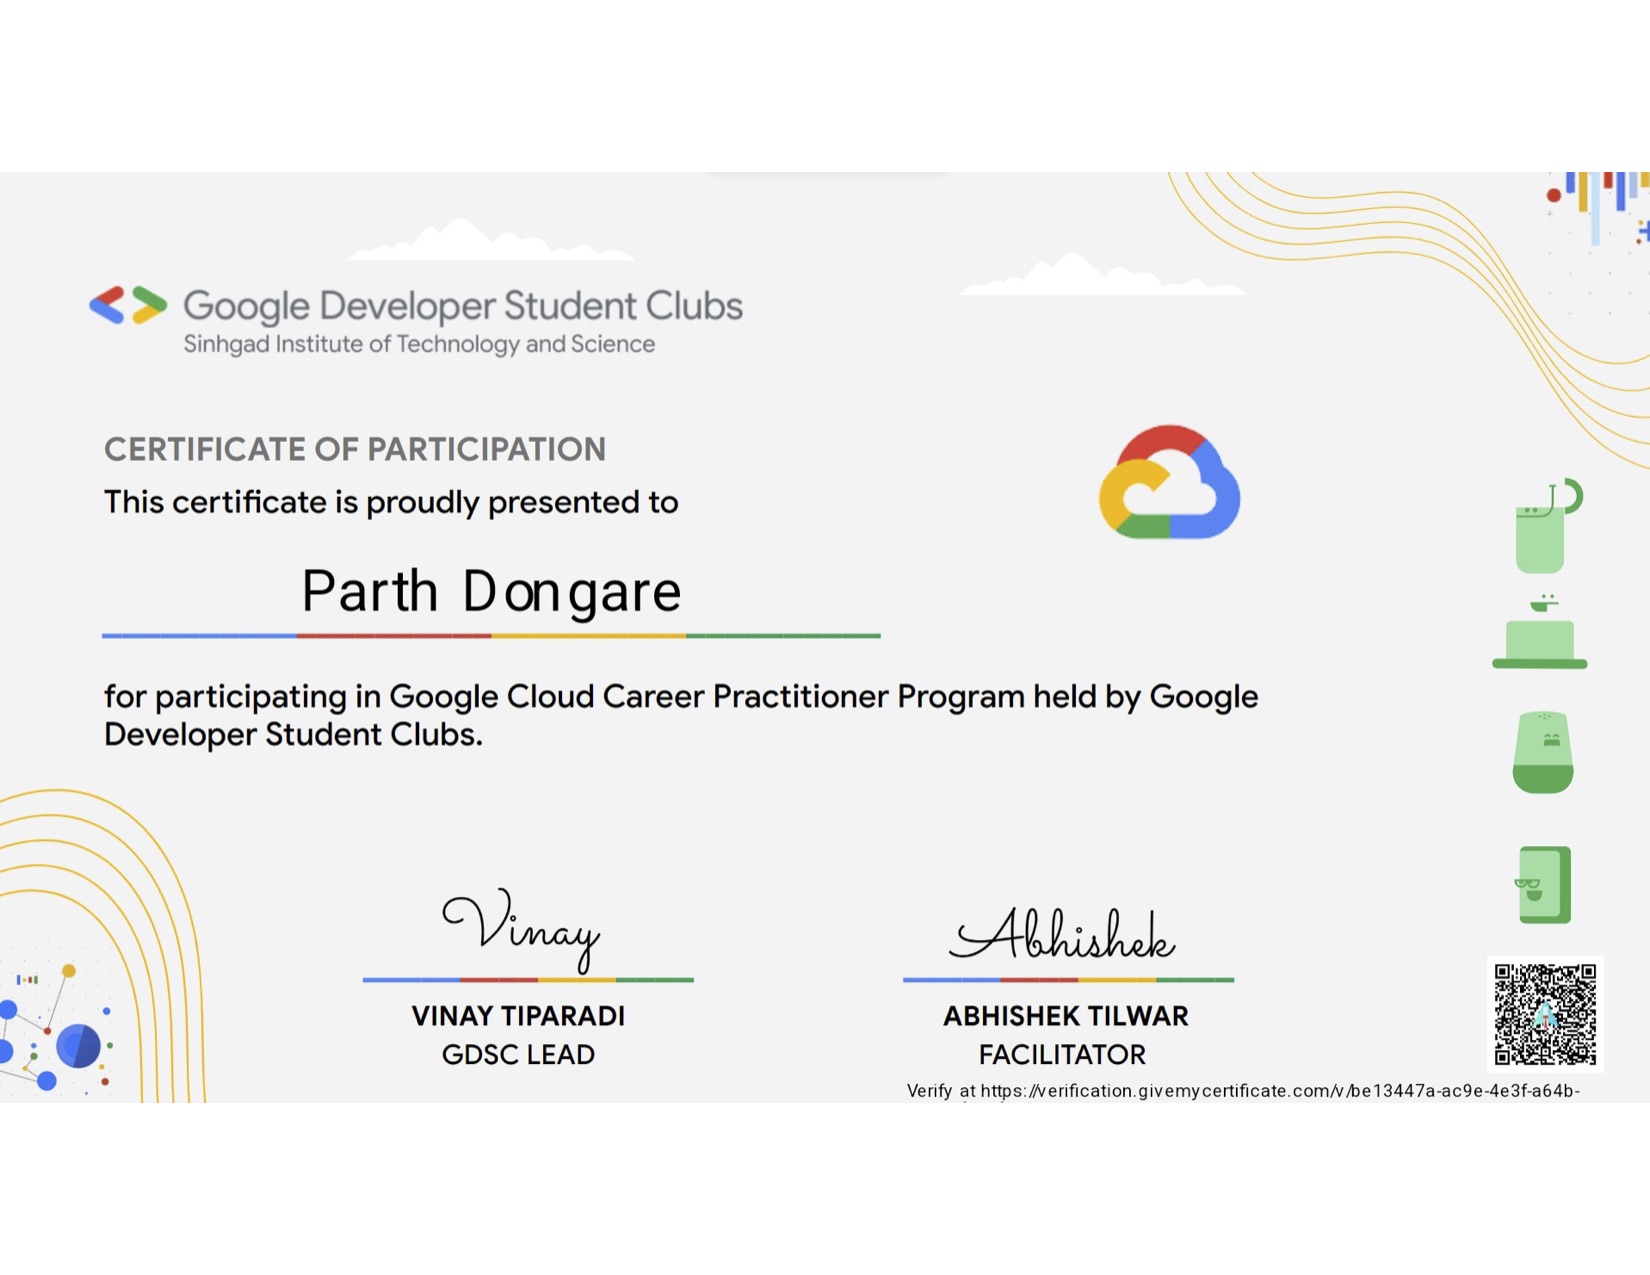 Google Developer Student Clubs
Sinhgad Institute of Technology and Science
CERTIFICATE OF PARTICIPATION
This certificate is proudly presented to
Parth Dongare
for participating in Google Cloud Career Practitioner Program held by Google
Developer Student Clubs.
Vinay
VINAY TIPARADI
GDSC LEAD
Abhishek
ABHISHEK TILWAR
FACILITATOR
Verify at https://verification.givemycertificate.com/v/be13447a-ac9e-4e3f-a64b-